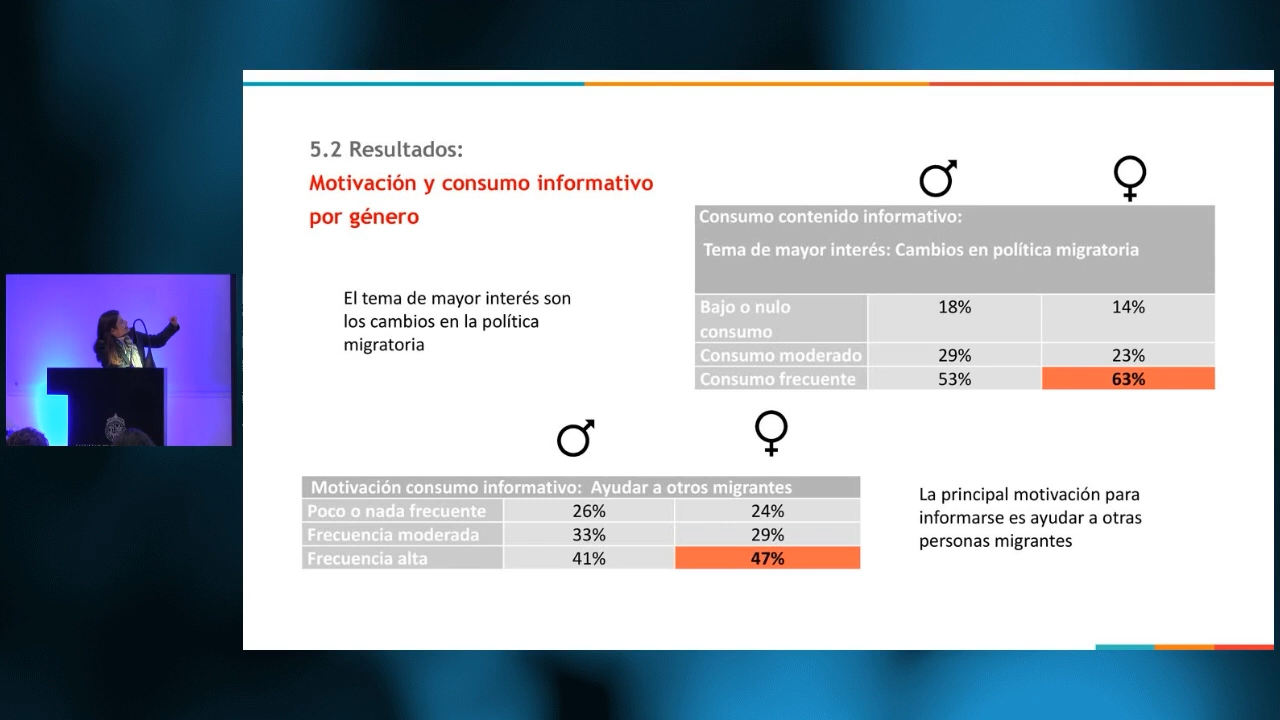 5.2 Resultados:
Motivación y consumo informativo
por género
Consumo contenido informativo:
Tema de mayor interés: Cambios en política migratoria
El tema de mayor interés son
los cambios en la política
migratoria
Bajo o nulo
consumo
18%
14%
Consumo moderado
29%
23%
Consumo frecuente
53%
63%
Motivación consumo informativo: Ayudar a otros migrantes
Poco o nada frecuente
26%
24%
Frecuencia moderada
33%
29%
Frecuencia alta
41%
47%
La principal motivación para
informarse es ayudar a otras
personas migrantes